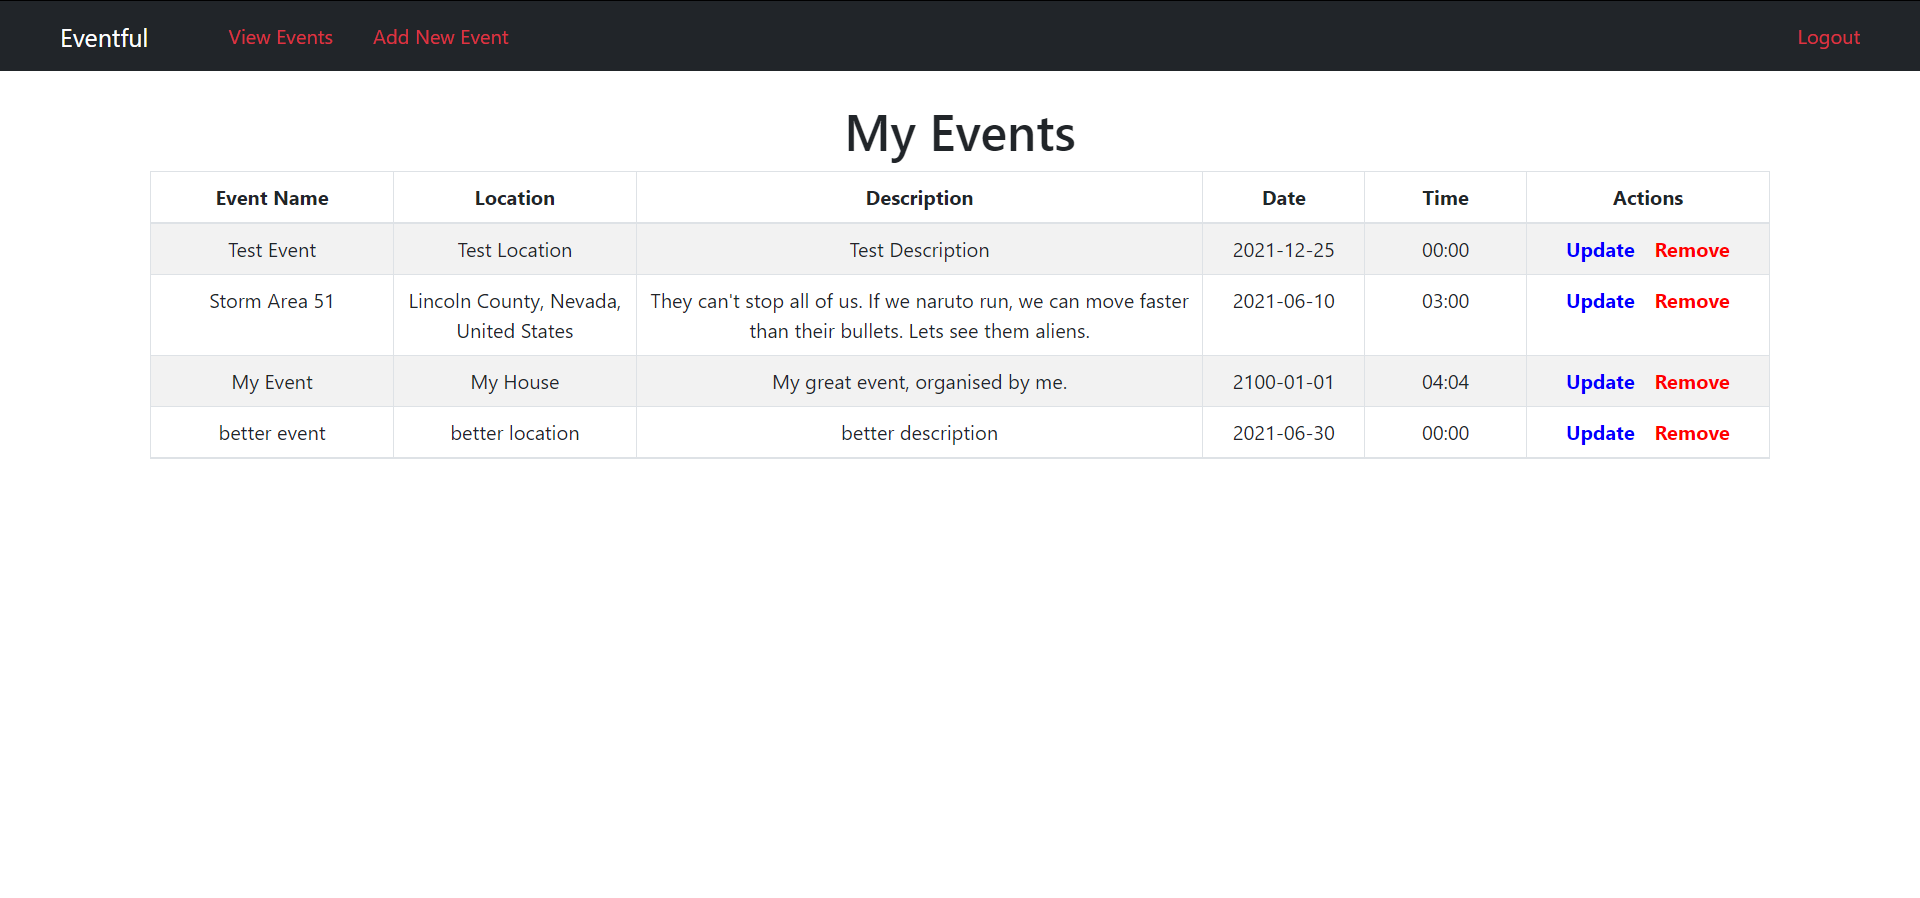 Eventful View Events Add New Event Logout
My Events
Event Name Location Description Date Time Actions
Test Event Test Location Test Description 2021-12-25 00:00 Update Remove
Storm Area 51 Lincoln County, Nevada, They can't stop all of us. If we naruto run, we can move faster 2021-06-10 03:00 Update Remove
United States than their bullets. Lets see them aliens.
My Event My House My great event, organised by me. 2100-01-01 04:04 Update Remove
better event better location better description 2021-06-30 00:00 Update Remove